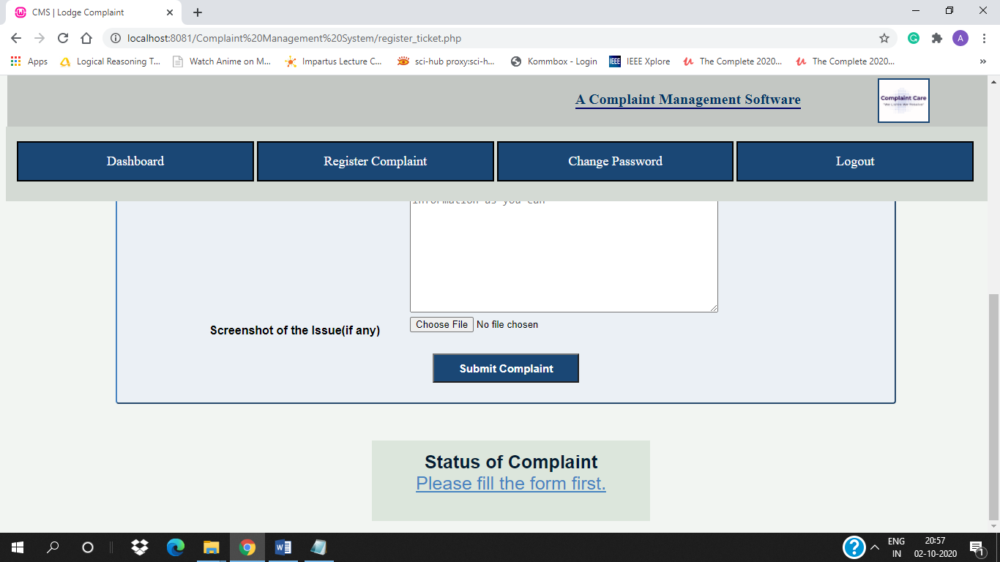 CMS | Lodge Complaint
localhost:8081/Complaint%20Management%20System/register_ticket.php
A
Apps
Logical Reasoning T...
Watch Anime on M...
Impartus Lecture C...
sci-hub proxy:sci-h...
Kommbox - Login
IEEE
IEEE Xplore
The Complete 2020...
The Complete 2020...
A Complaint Management Software
Complaint Care
Dashboard
Register Complaint
Change Password
Logout
information as you can
Screenshot of the Issue(if any)
Choose File No file chosen
Submit Complaint
Status of Complaint
Please fill the form first.
ENG
IN
20:57
02-10-2020
1